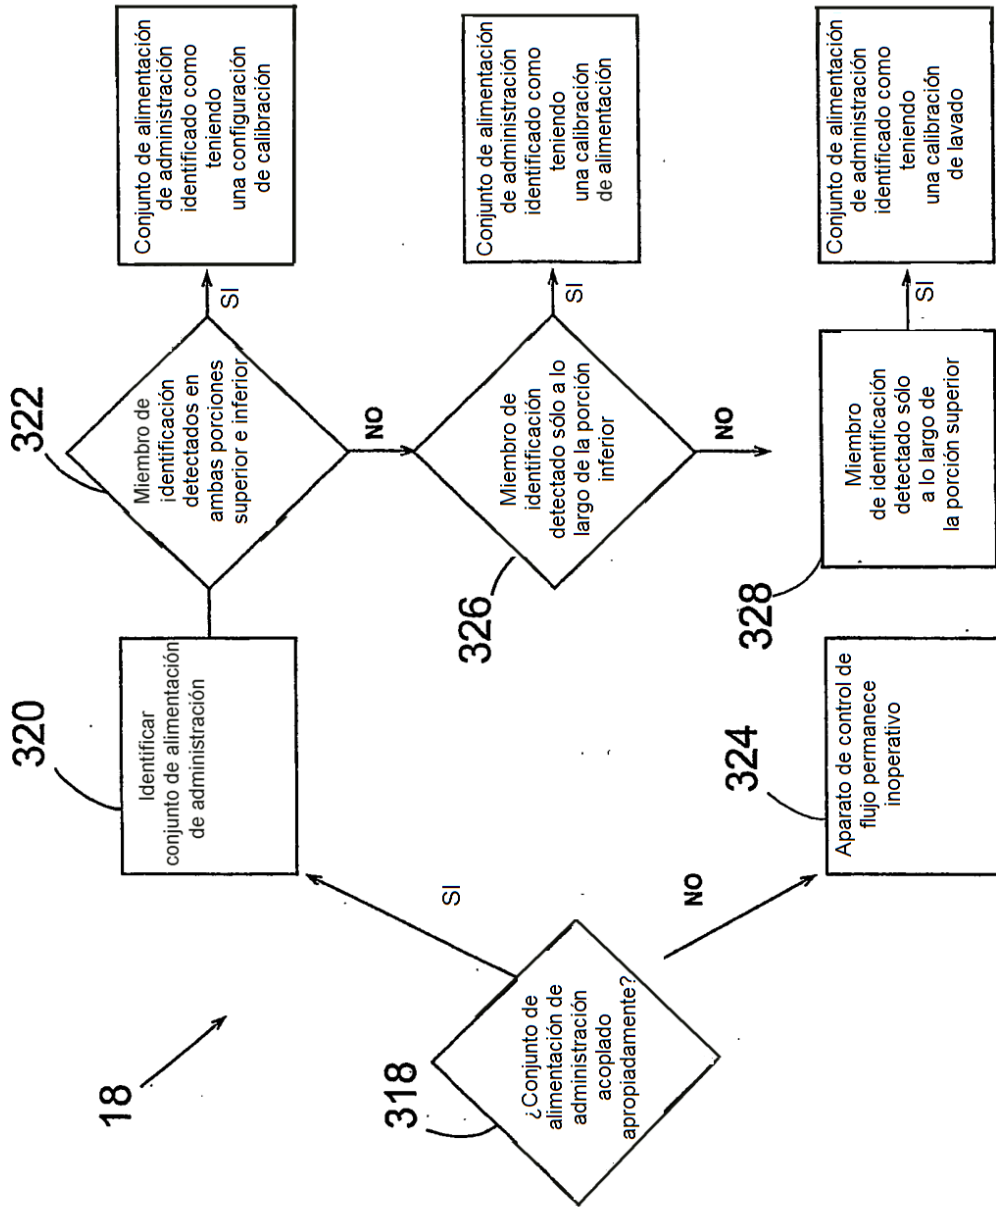 18
318
¿Conjunto de
alimentación de
administración
acoplado
apropiadamente?
SI
NO
320
Identificar
conjunto de alimentación
de administración
324
Aparato de control de
flujo permanece
inoperativo
322
Miembro de
identificación
detectados en
ambas porciones
superior e inferior
SI
NO
Conjunto de alimentación
de administración
identificado como
teniendo
una configuración
de calibración
326
Miembro de
identificación
detectado sólo a lo
largo de la porción
inferior
SI
NO
Conjunto de alimentación
de administración
identificado como
teniendo
una calibración
de alimentación
328
Miembro
de identificación
detectado sólo
a lo largo de
la porción superior
SI
Conjunto de alimentación
de administración
identificado como
teniendo
una calibración
de lavado